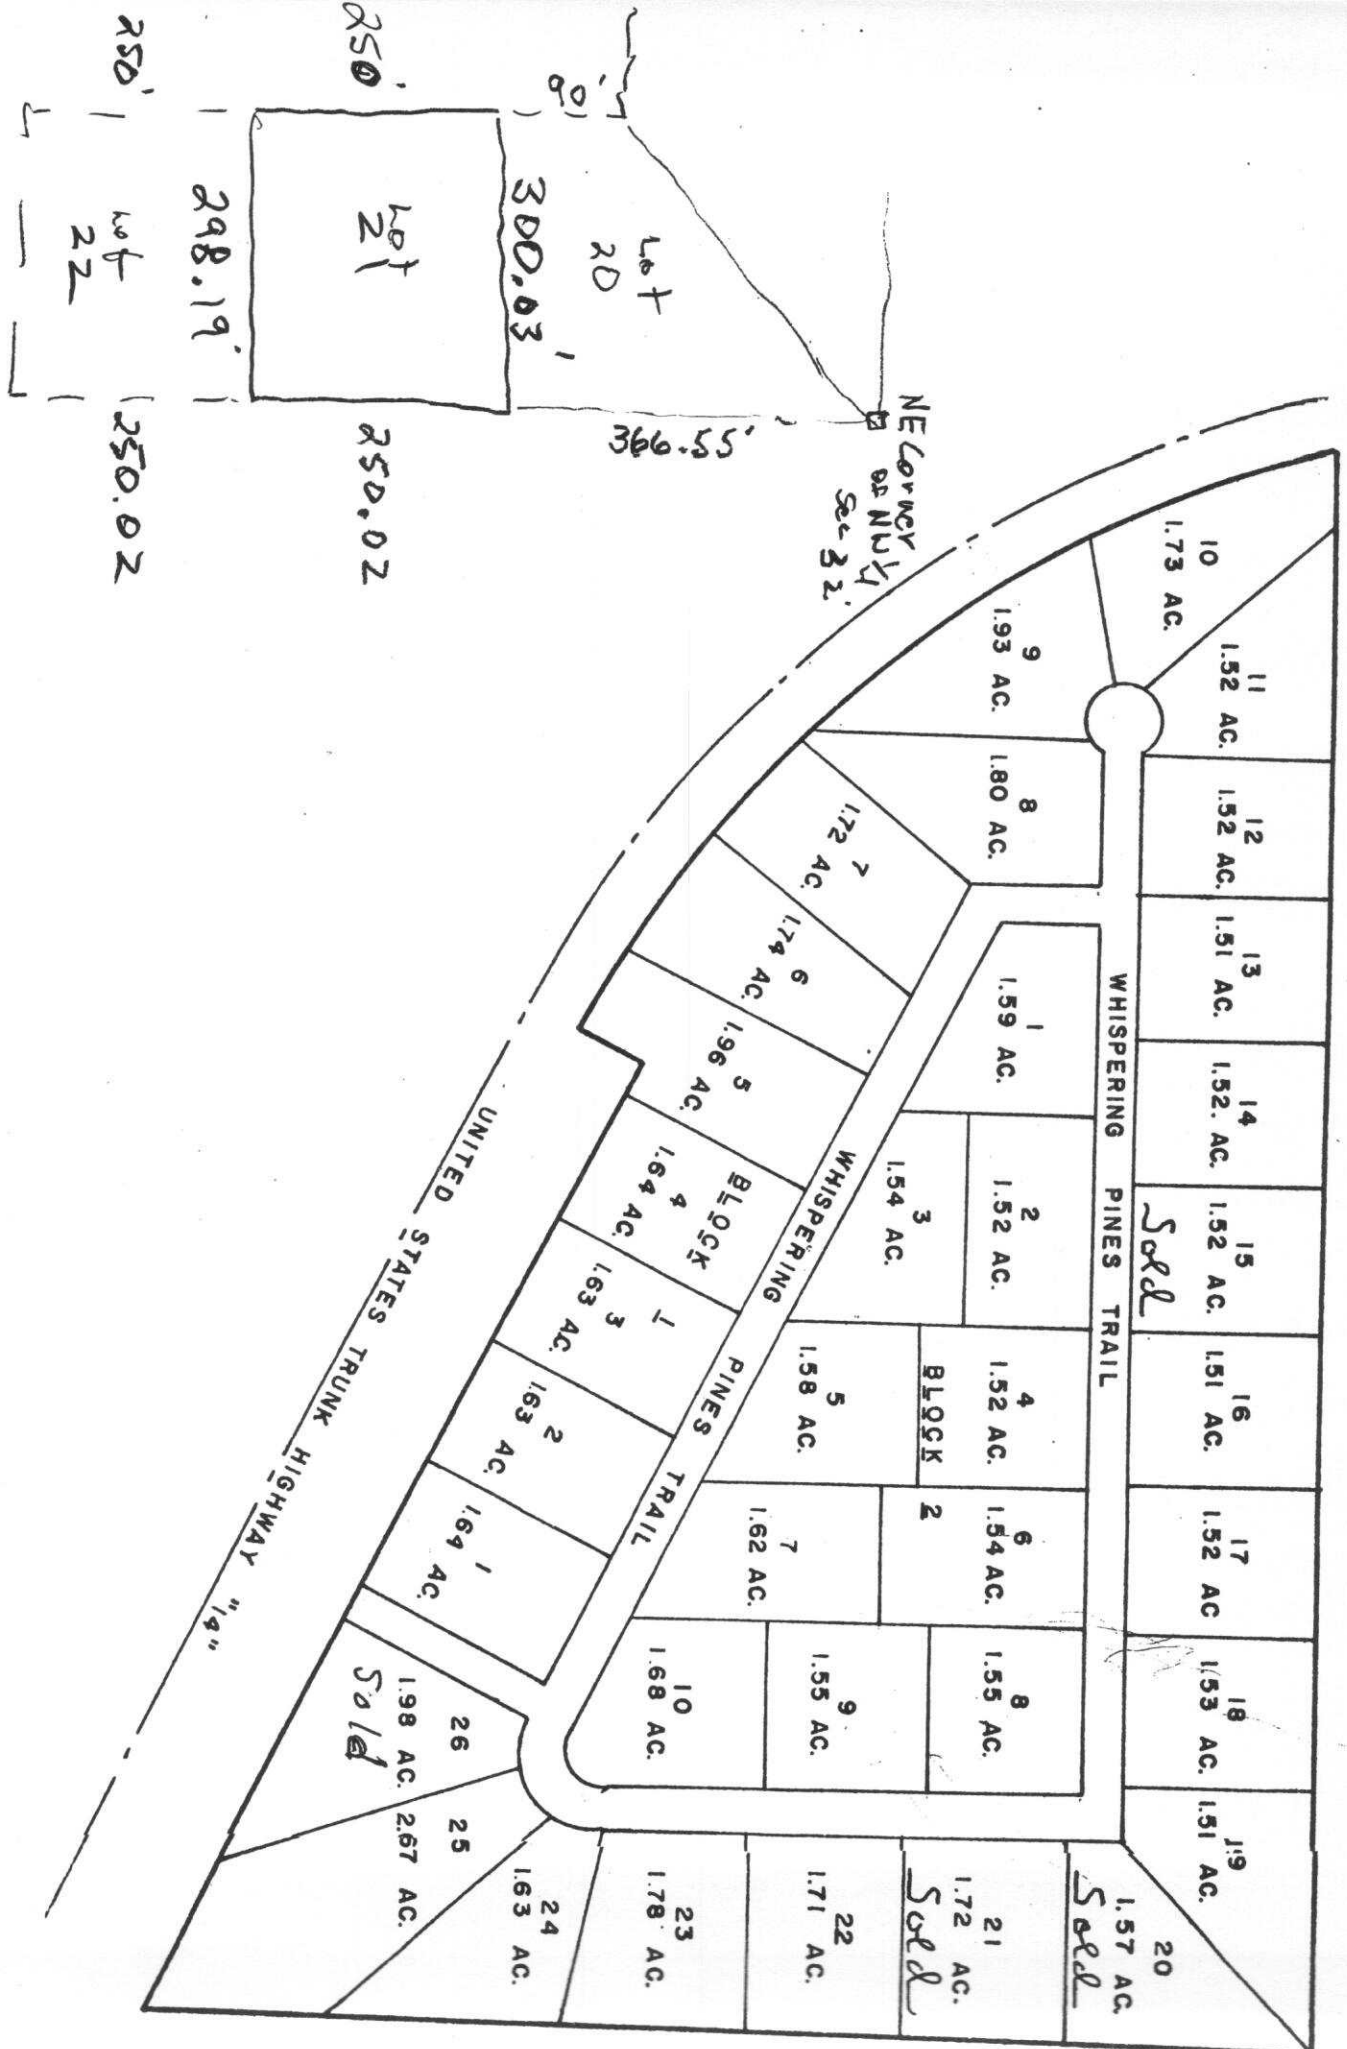 250'
250'
90'
Lot
20
300.03'
Lot
21
298.19'
Lot
22
366.55'
250.02
250.02
NE Corner
of NW 1/4
Sec 32
10
1.73 AC.
11
1.52 AC.
12
1.52 AC.
13
1.51 AC.
14
1.52. AC.
15
1.52 AC.
Sold
16
1.51 AC.
17
1.52 AC
18
1.53 AC.
19
1.51 AC.
20
1.57 AC.
Sold
21
1.72 AC.
Sold
22
1.71 AC.
23
1.78 AC.
24
1.63 AC.
25
2.67 AC.
26
1.98 AC.
Sold
WHISPERING PINES TRAIL
9
1.93 AC.
8
1.80 AC.
7
1.72 AC.
6
1.74 AC.
5
1.96 AC.
BLOCK 1
4
1.64 AC.
3
1.63 AC.
2
1.63 AC.
1
1.64 AC.
WHISPERING PINES TRAIL
1
1.59 AC.
2
1.52 AC.
3
1.54 AC.
4
1.52 AC.
BLOCK 2
5
1.58 AC.
6
1.54 AC.
7
1.62 AC.
8
1.55 AC.
9
1.55 AC.
10
1.68 AC.
UNITED STATES TRUNK HIGHWAY "14"